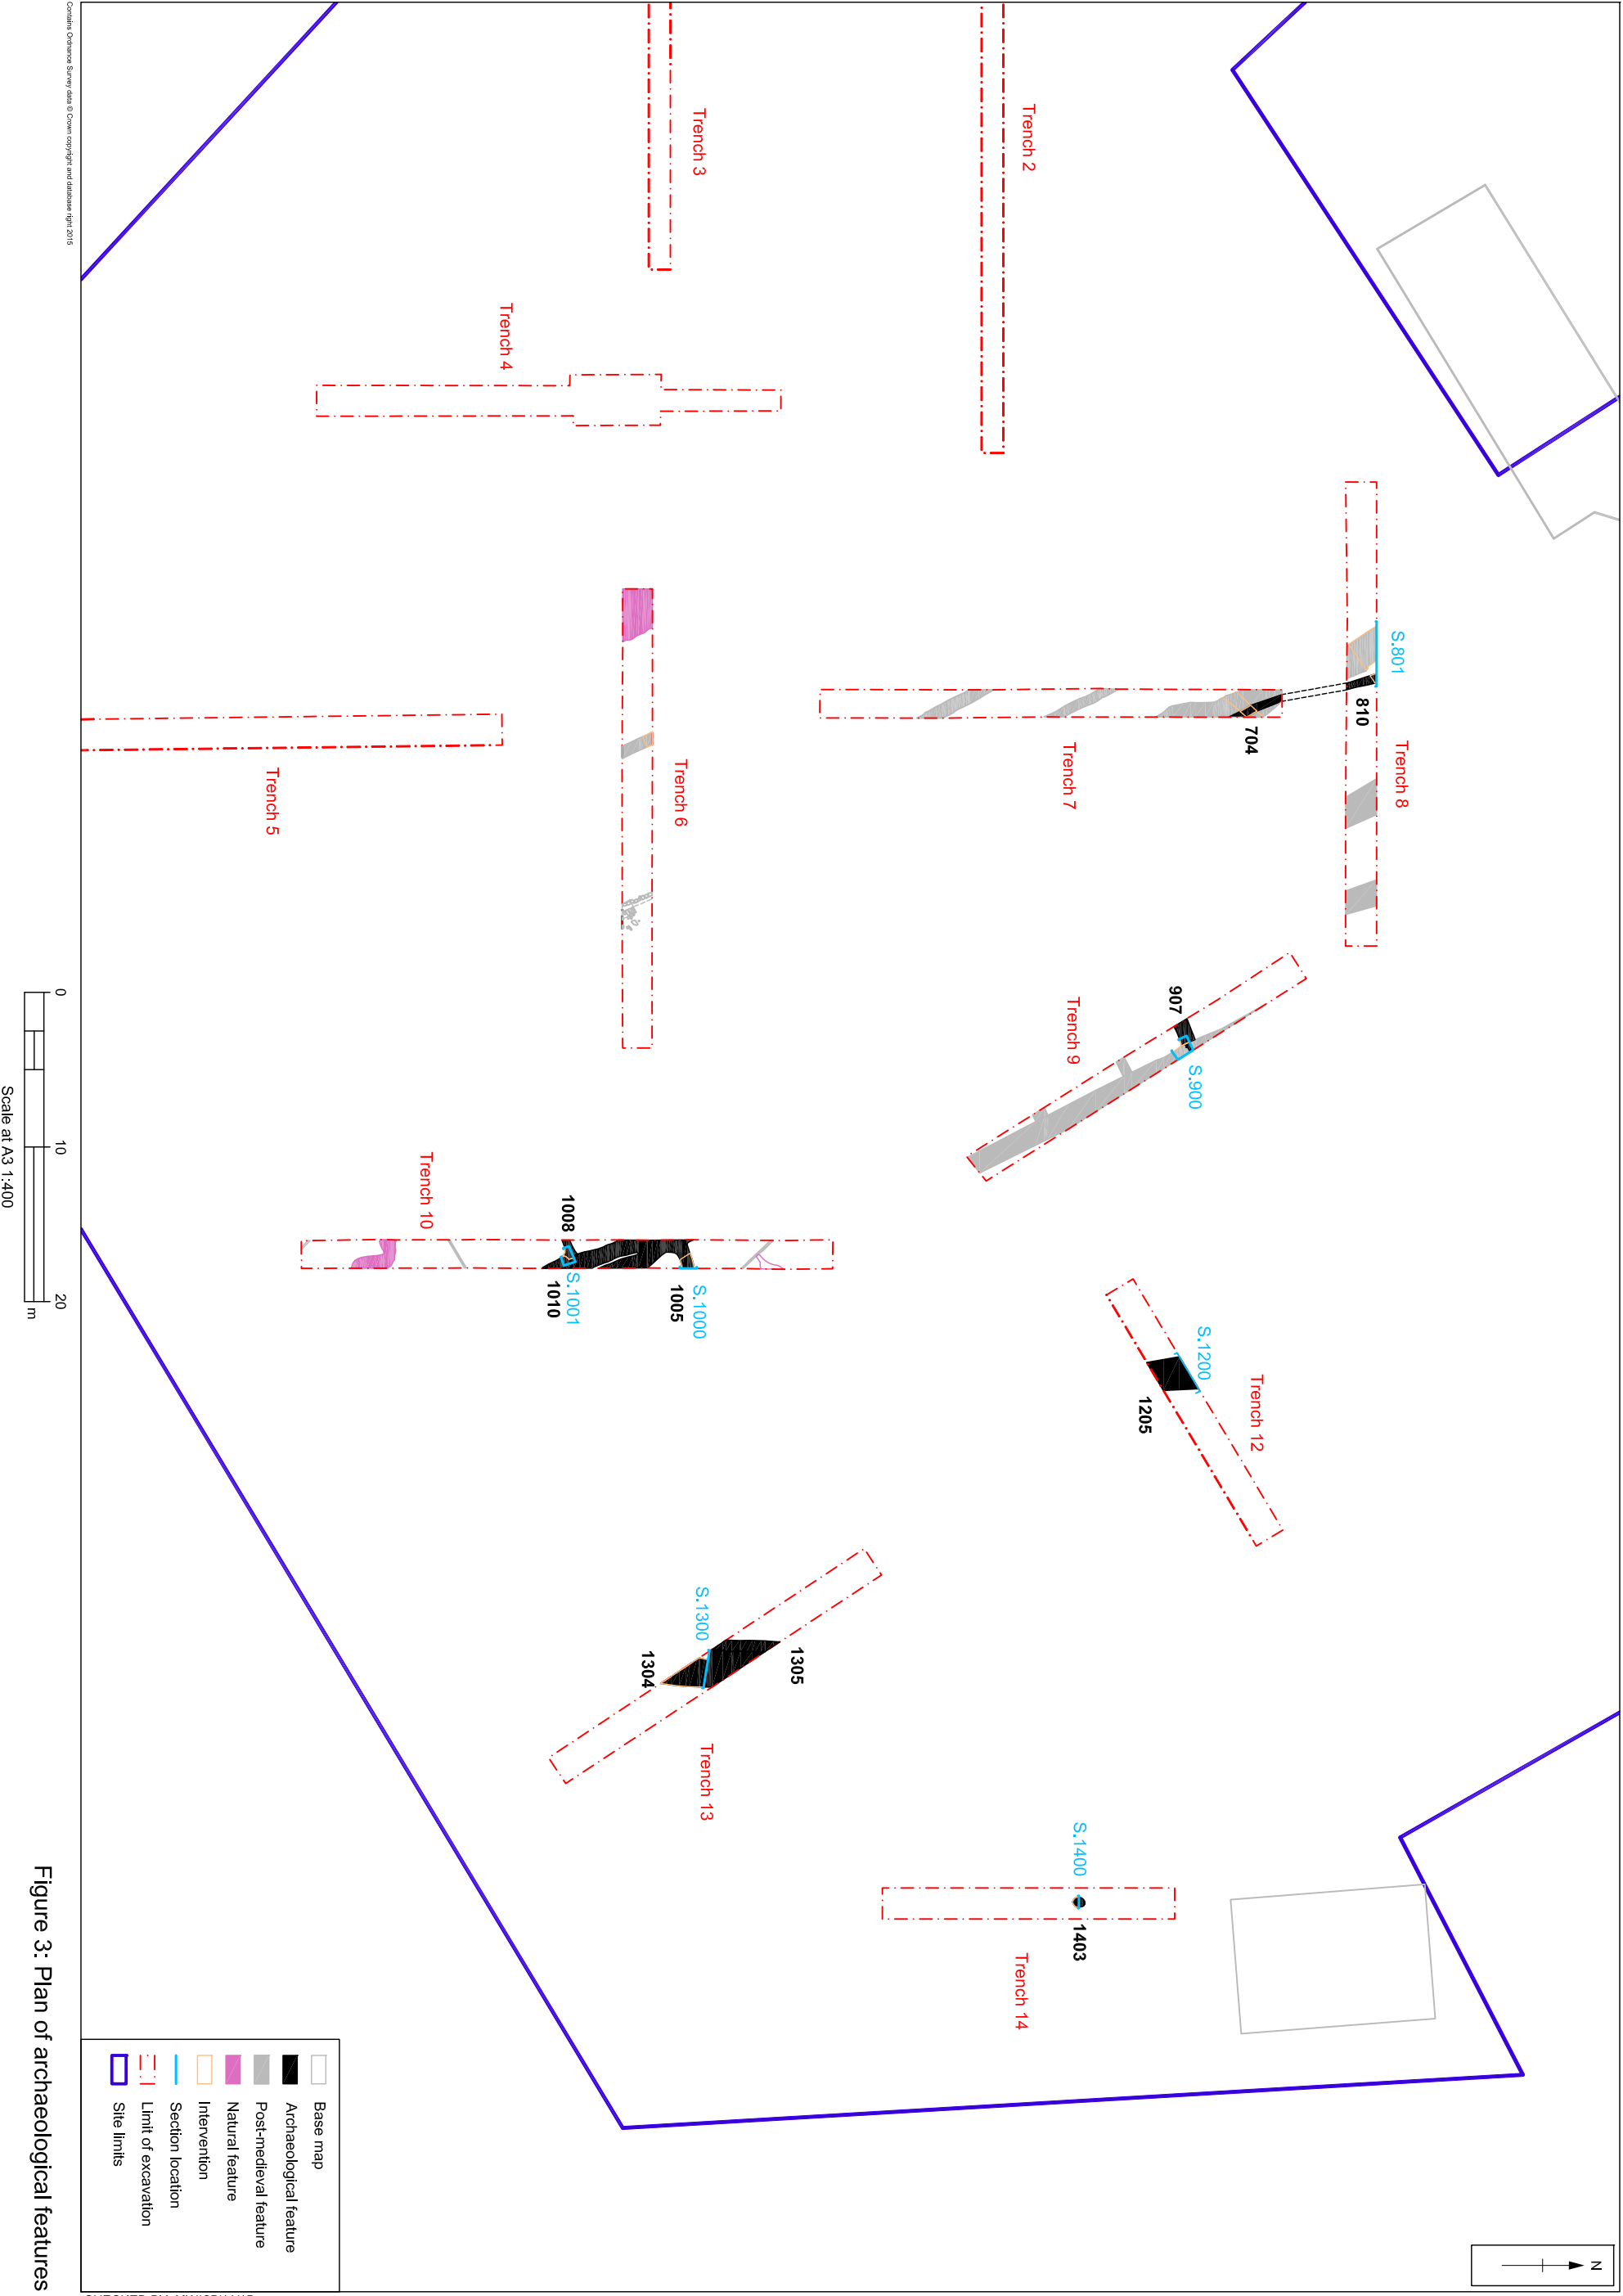 Trench 2
Trench 3
Trench 4
Trench 5
Trench 6
Trench 7
704
S.801
810
Trench 8
907
S.900
Trench 9
Trench 10
1008
S.1001
1010
S.1000
1005
S.1200
Trench 12
1205
S.1300
1304
1305
Trench 13
S.1400
1403
Trench 14
N
Base map
Archaeological feature
Post-medieval feature
Natural feature
Intervention
Section location
Limit of excavation
Site limits
Contains Ordnance Survey data © Crown copyright and database right 2015
0 10 20
m
Scale at A3 1:400
Figure 3: Plan of archaeological features